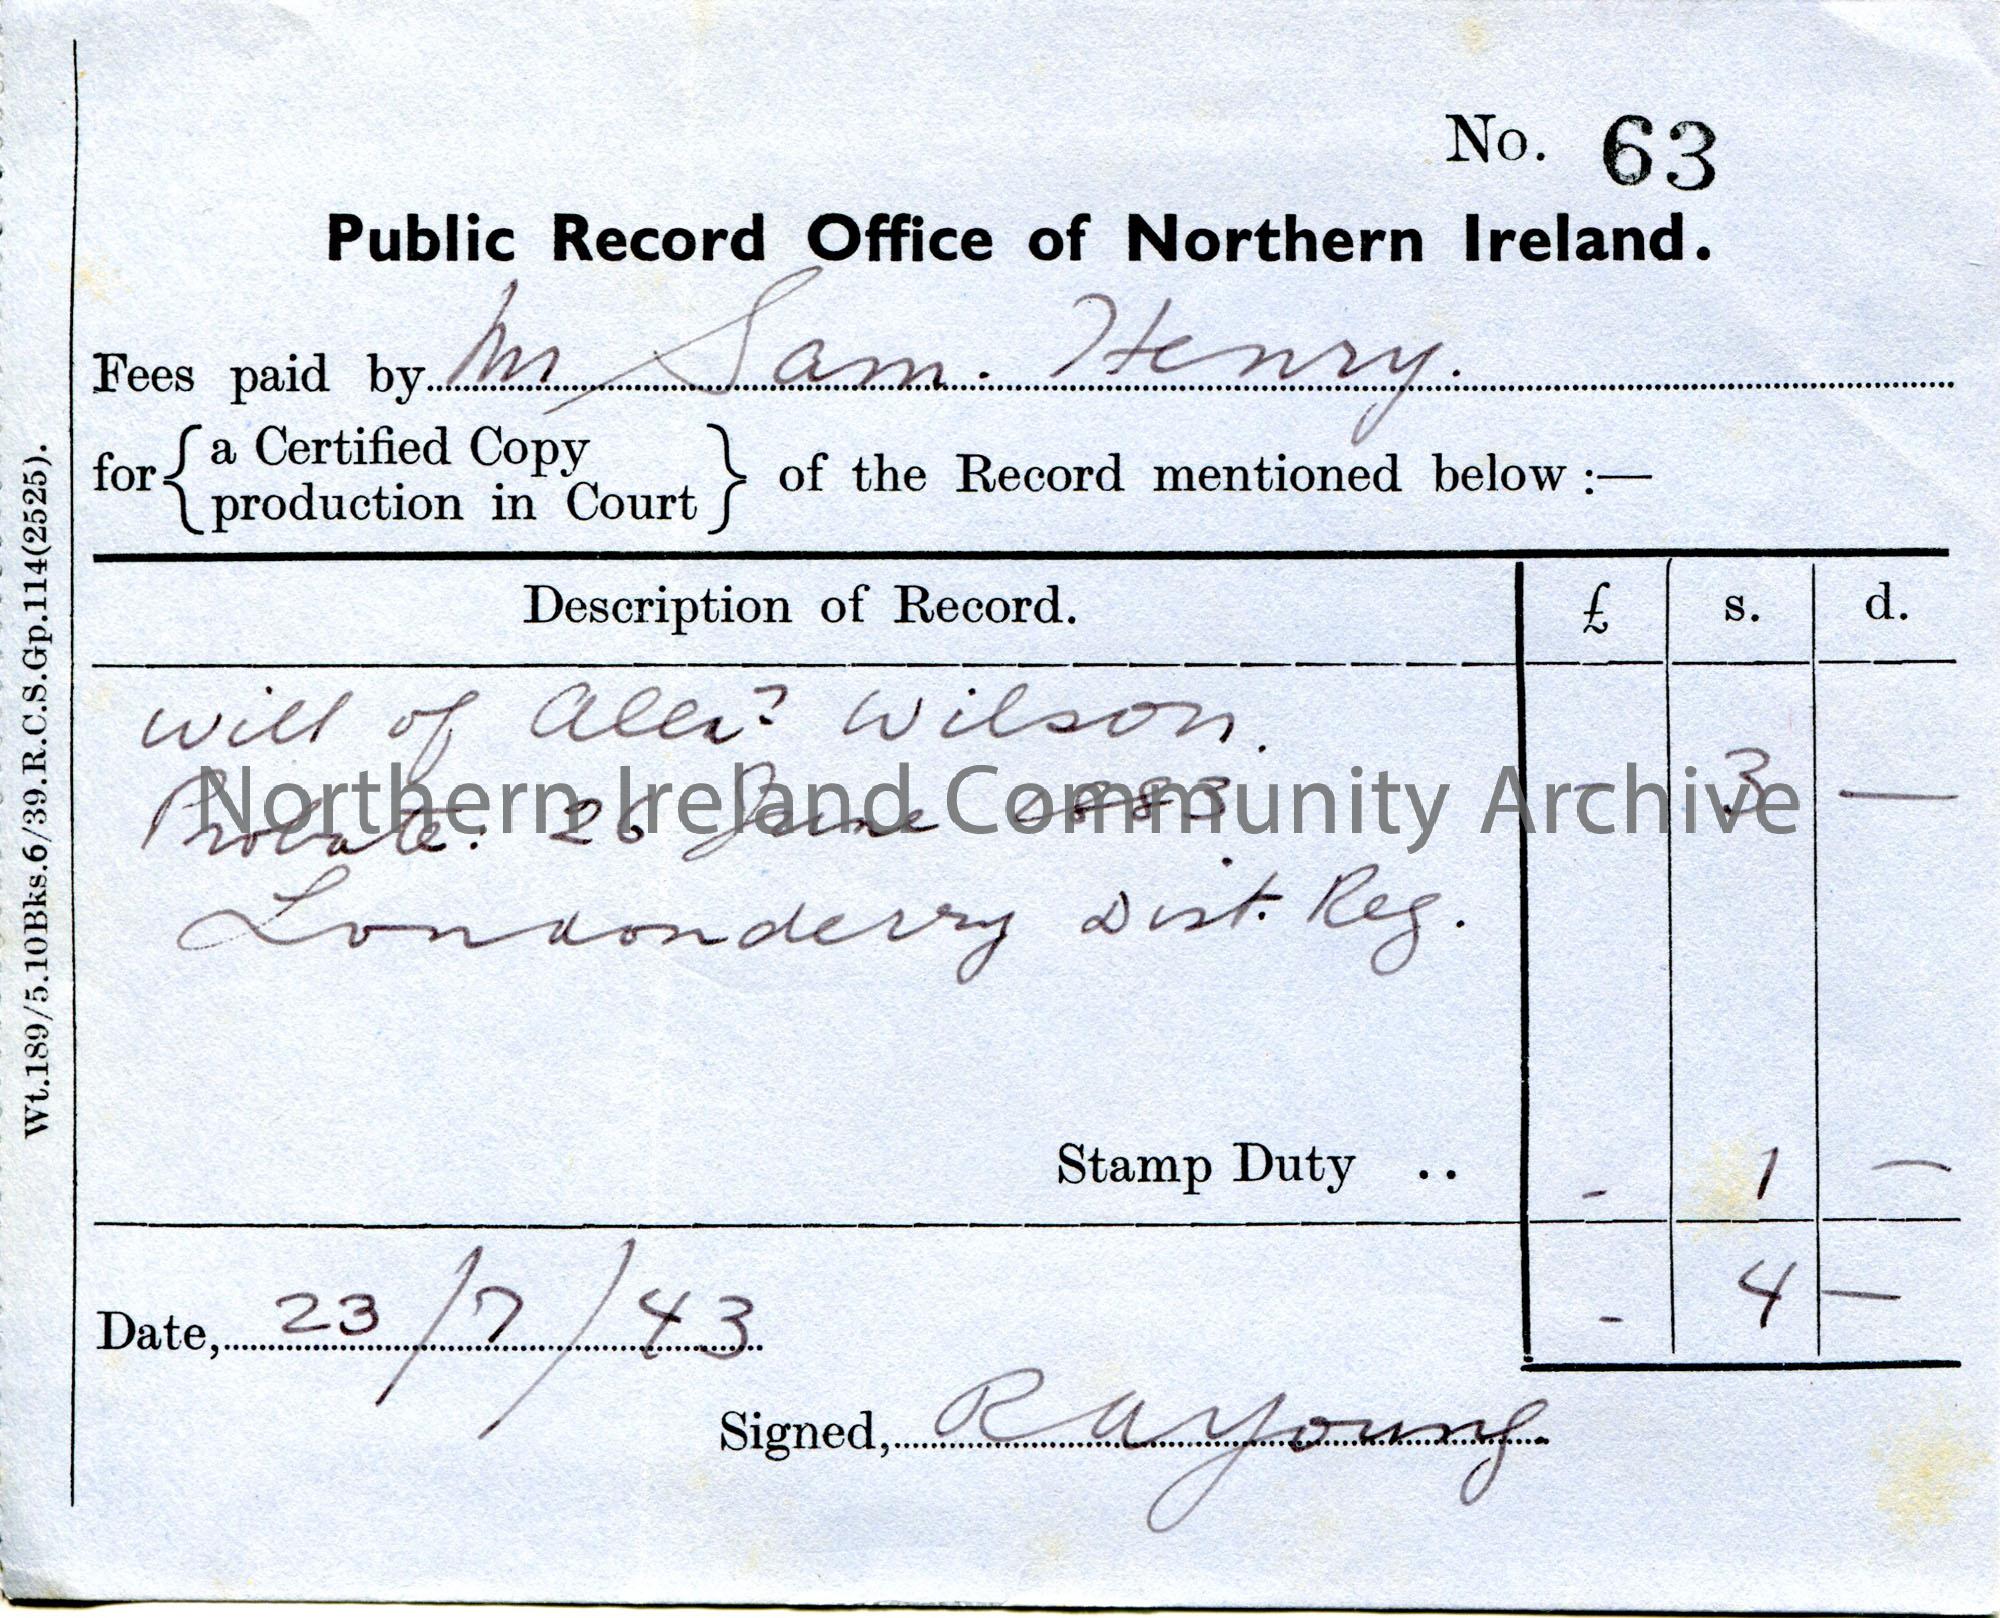 No. 63
Public Record Office of Northern Ireland.
Fees paid by Mr Sam. Henry.
for { a Certified Copy
production in Court } of the Record mentioned below :—
Description of Record. £ s. d.
Will of Alexr Wilson.
Probate: 26 June 1883 - 3 —
Londonderry Dist. Reg.
Stamp Duty .. - 1 —
- 4 —
Date, 23/7/43
Signed, R A Young
Wt.189/5.10Bks.6/39.R.C.S.Gp.114(2525).
Northern Ireland Community Archive